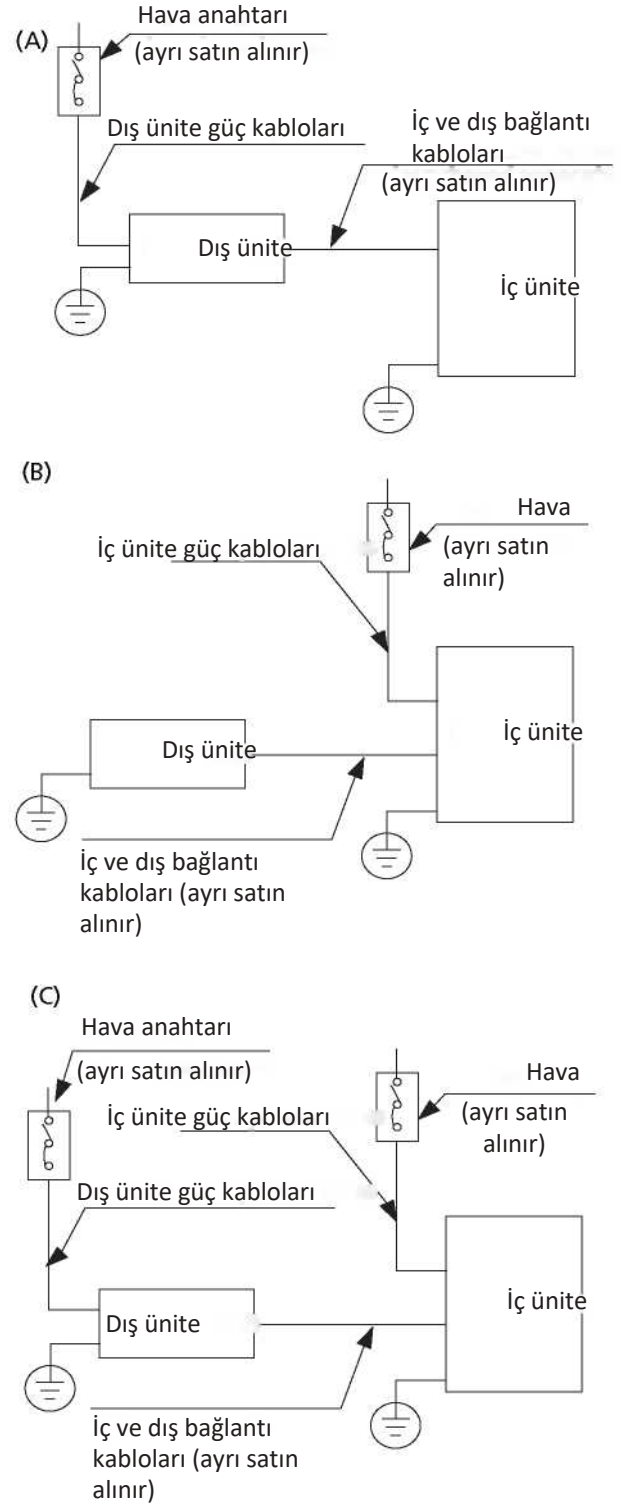 (A)
Hava anahtarı
(ayrı satın alınır)
Dış ünite güç kabloları
İç ve dış bağlantı
kabloları
(ayrı satın alınır)
Dış ünite
İç ünite
(B)
Hava
(ayrı satın
alınır)
İç ünite güç kabloları
İç ünite
Dış ünite
İç ve dış bağlantı
kabloları (ayrı satın
alınır)
(C)
Hava anahtarı
(ayrı satın alınır)
Hava
(ayrı satın
alınır)
İç ünite güç kabloları
Dış ünite güç kabloları
İç ünite
Dış ünite
İç ve dış bağlantı
kabloları (ayrı satın
alınır)